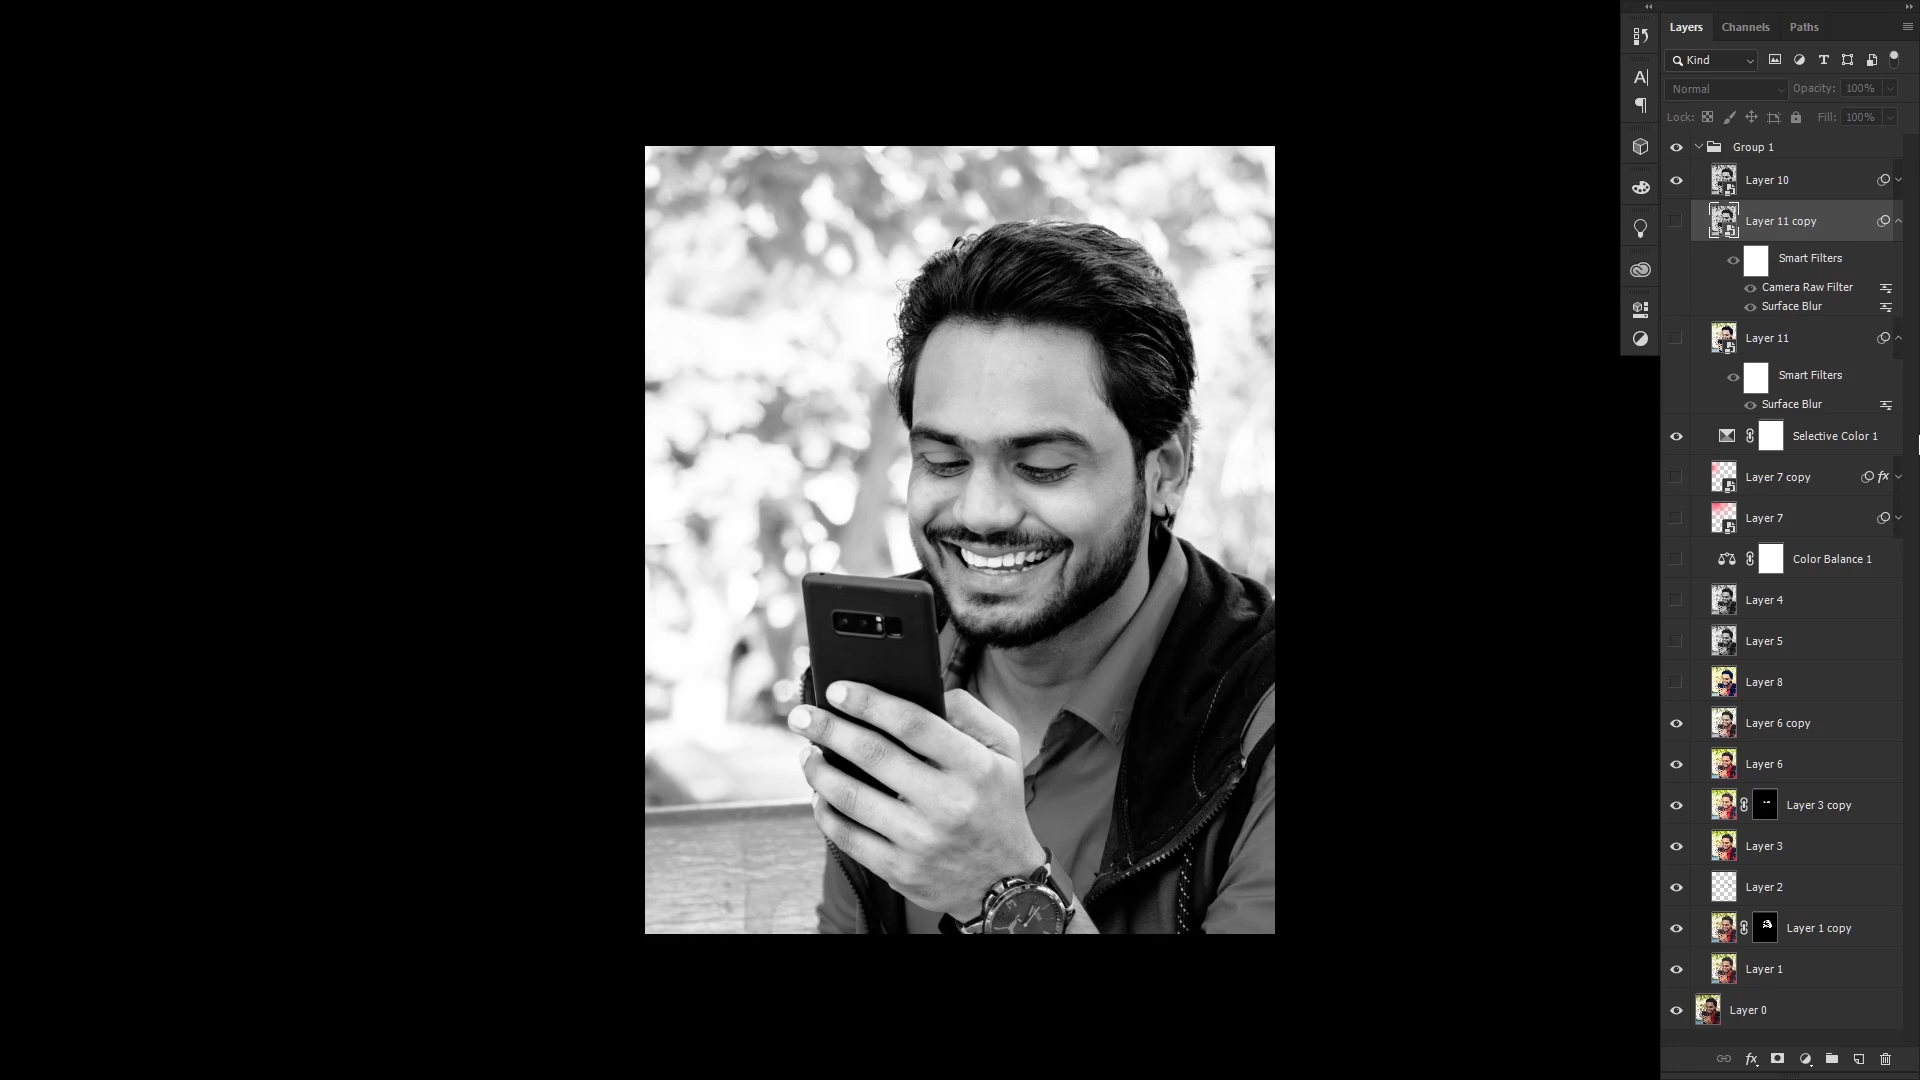 Layers Channels Paths
Kind
Normal Opacity: 100%
Lock: Fill: 100%
Group 1
Layer 10
Layer 11 copy
Smart Filters
Camera Raw Filter
Surface Blur
Layer 11
Smart Filters
Surface Blur
Selective Color 1
Layer 7 copy fx
Layer 7
Color Balance 1
Layer 4
Layer 5
Layer 8
Layer 6 copy
Layer 6
Layer 3 copy
Layer 3
Layer 2
Layer 1 copy
Layer 1
Layer 0
fx